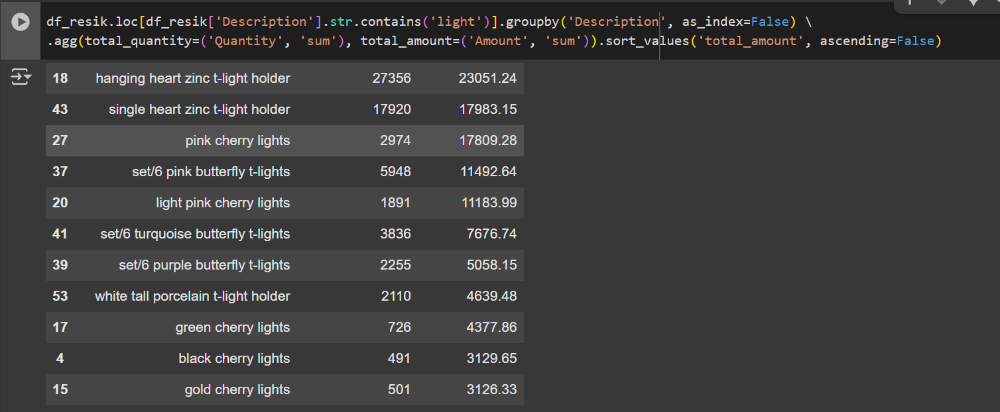 df_resik.loc[df_resik['Description'].str.contains('light')].groupby('Description', as_index=False) \
.agg(total_quantity=('Quantity', 'sum'), total_amount=('Amount', 'sum')).sort_values('total_amount', ascending=False)
18 hanging heart zinc t-light holder 27356 23051.24
43 single heart zinc t-light holder 17920 17983.15
27 pink cherry lights 2974 17809.28
37 set/6 pink butterfly t-lights 5948 11492.64
20 light pink cherry lights 1891 11183.99
41 set/6 turquoise butterfly t-lights 3836 7676.74
39 set/6 purple butterfly t-lights 2255 5058.15
53 white tall porcelain t-light holder 2110 4639.48
17 green cherry lights 726 4377.86
4 black cherry lights 491 3129.65
15 gold cherry lights 501 3126.33